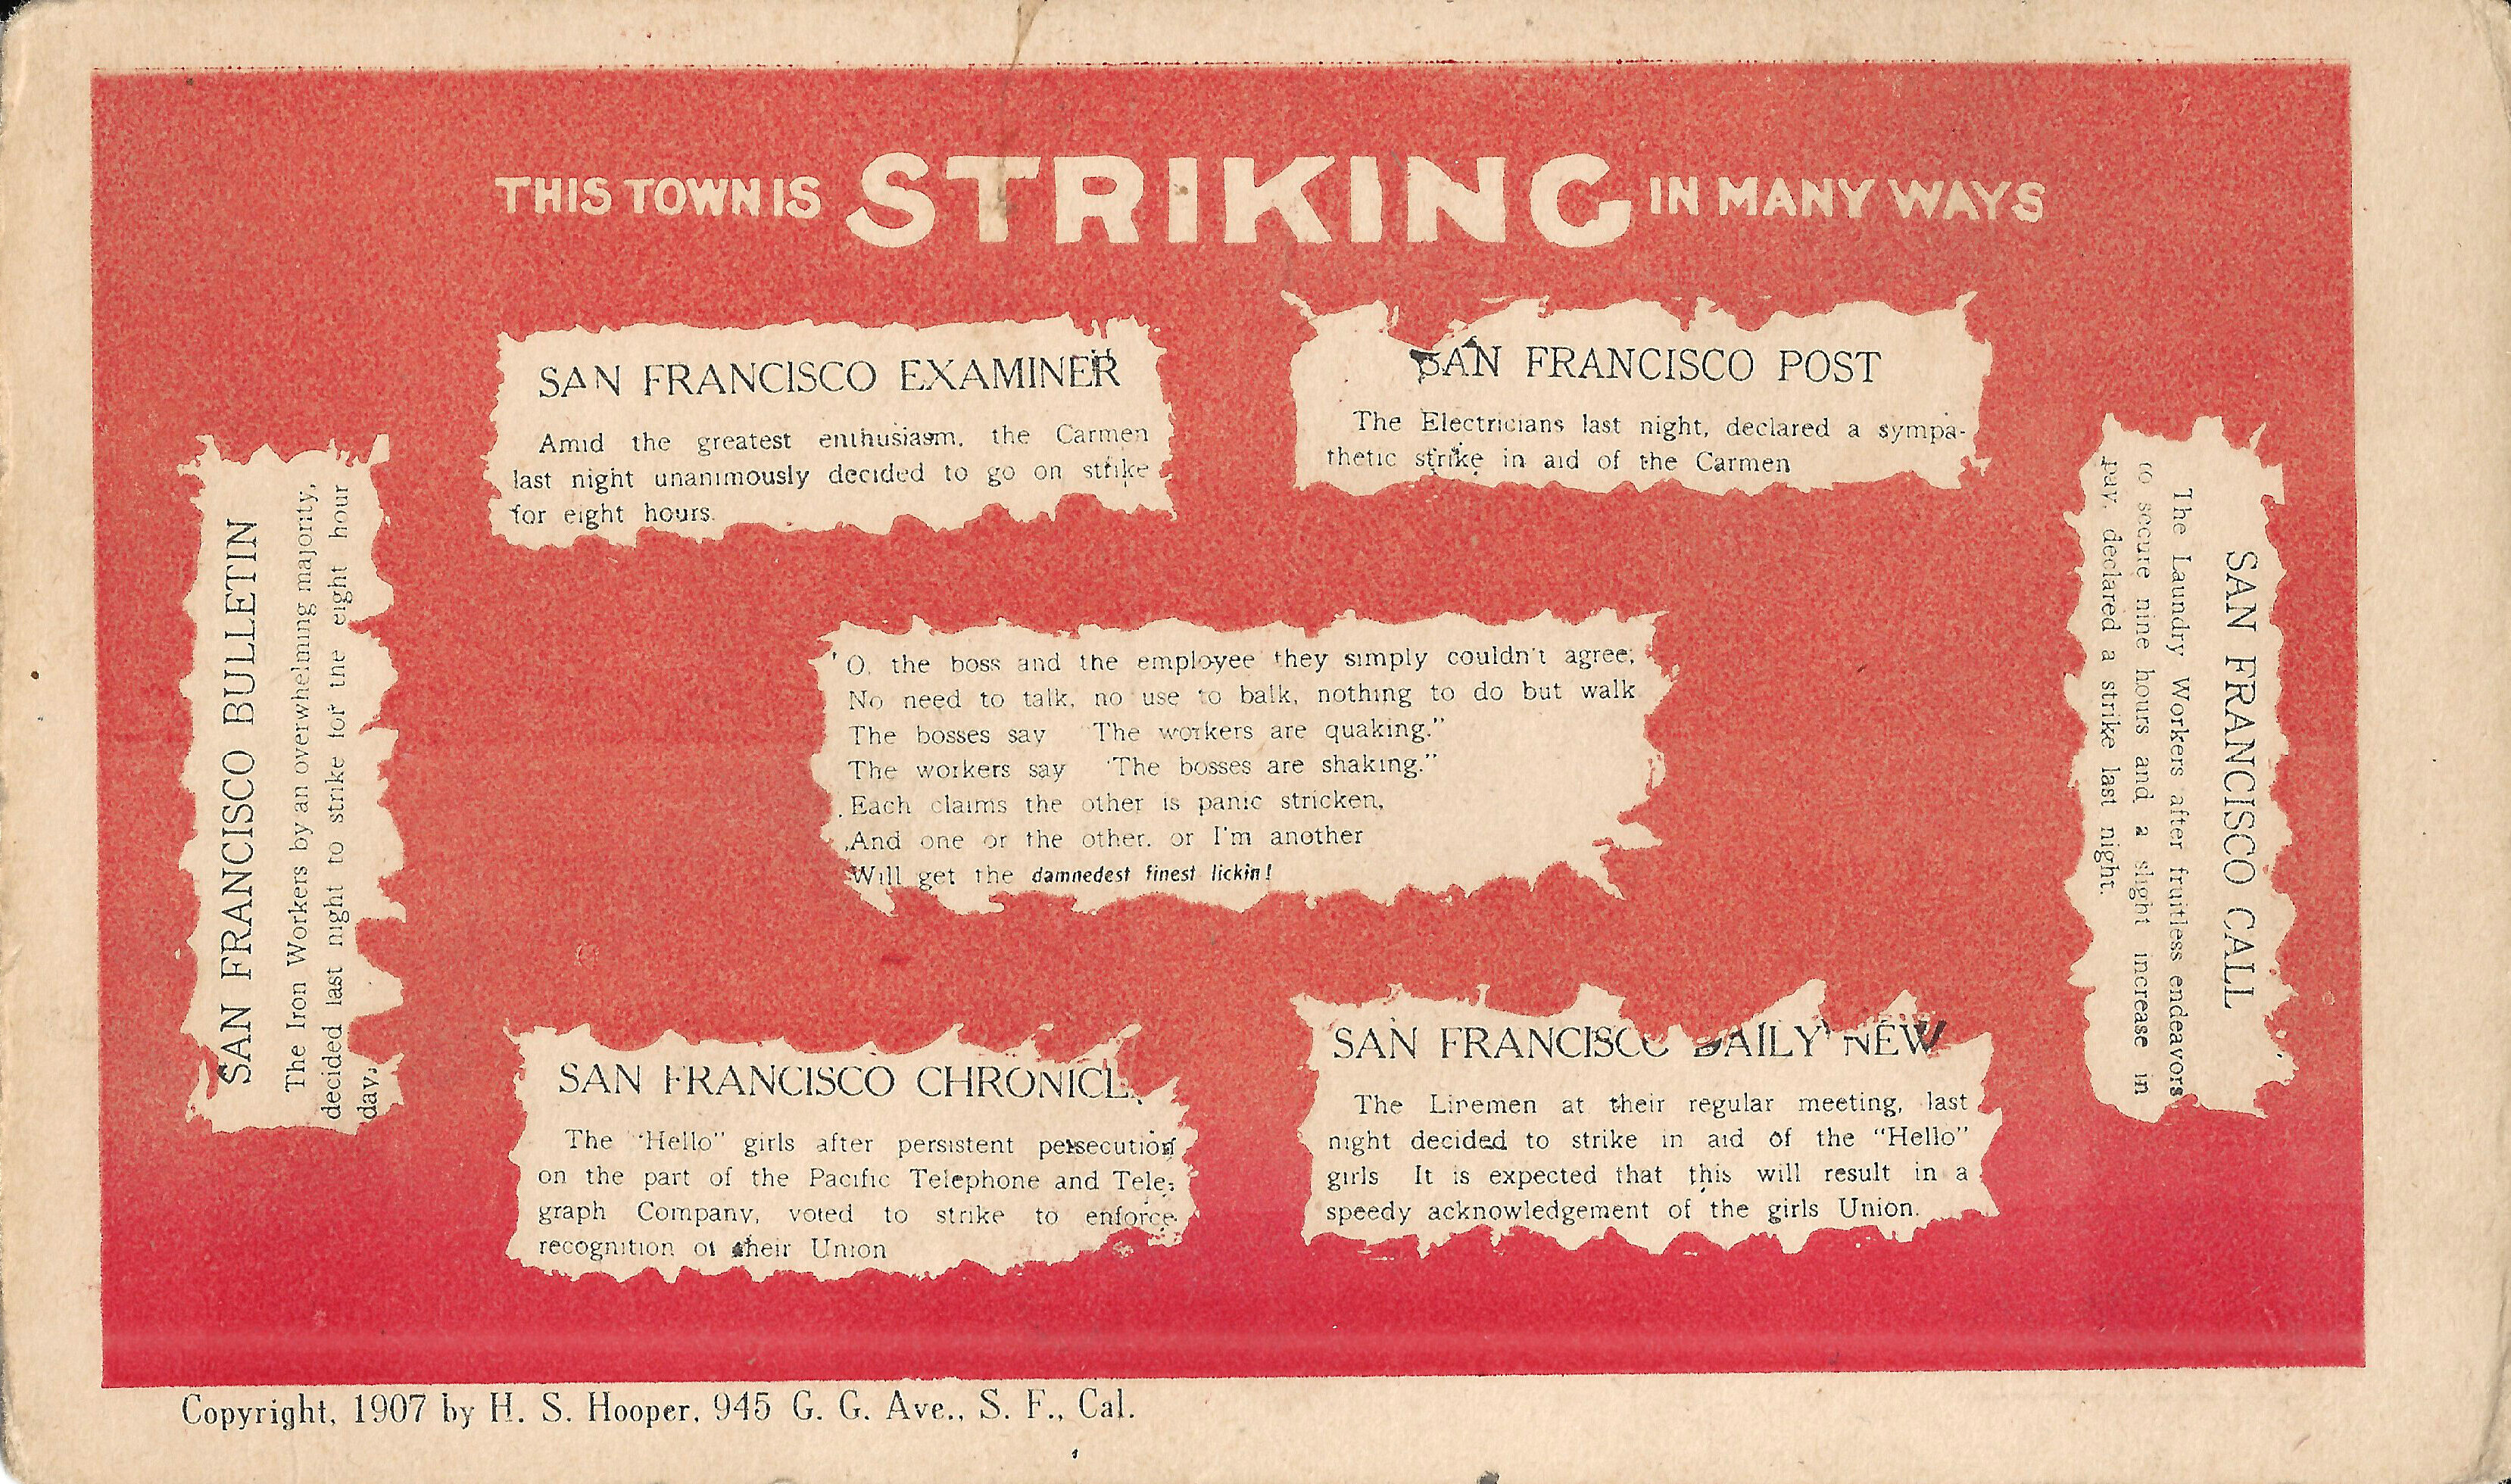 THIS TOWN IS STRIKING IN MANY WAYS
SAN FRANCISCO EXAMINER
Amid the greatest enthusiasm, the Carmen
last night unanimously decided to go on strike
for eight hours.
SAN FRANCISCO POST
The Electricians last night, declared a sympa-
thetic strike in aid of the Carmen
SAN FRANCISCO BULLETIN
The Iron Workers by an overwhelming majority,
decided last night to strike for the eight hour
day.
'O, the boss and the employee they simply couldn't agree;
No need to talk, no use to balk, nothing to do but walk
The bosses say "The workers are quaking."
The workers say "The bosses are shaking."
Each claims the other is panic stricken,
And one or the other, or I'm another
Will get the damnedest finest lickin!
SAN FRANCISCO CALL
The Laundry Workers after fruitless endeavors
to secure nine hours and a slight increase in
pay, declared a strike last night.
SAN FRANCISCO CHRONICL
The "Hello" girls after persistent persecution
on the part of the Pacific Telephone and Tele-
graph Company, voted to strike to enforce
recognition of their Union
SAN FRANCISCO DAILY NEW
The Linemen at their regular meeting, last
night decided to strike in aid of the "Hello"
girls It is expected that this will result in a
speedy acknowledgement of the girls Union.
Copyright, 1907 by H. S. Hooper, 945 G. G. Ave., S. F., Cal.